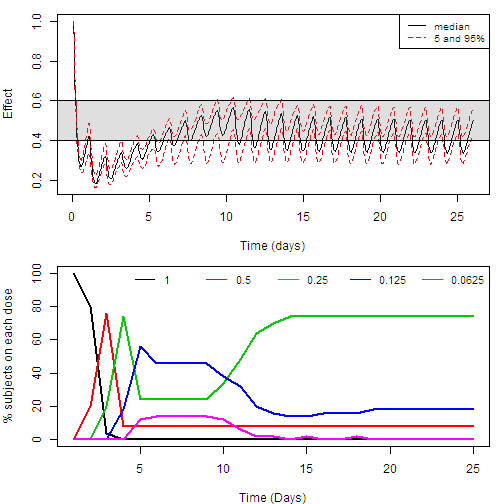 median
5 and 95%
Effect
1.0
0.8
0.6
0.4
0.2
0 5 10 15 20 25
Time (days)
1 0.5 0.25 0.125 0.0625
% subjects on each dose
100
80
60
40
20
0
5 10 15 20 25
Time (Days)